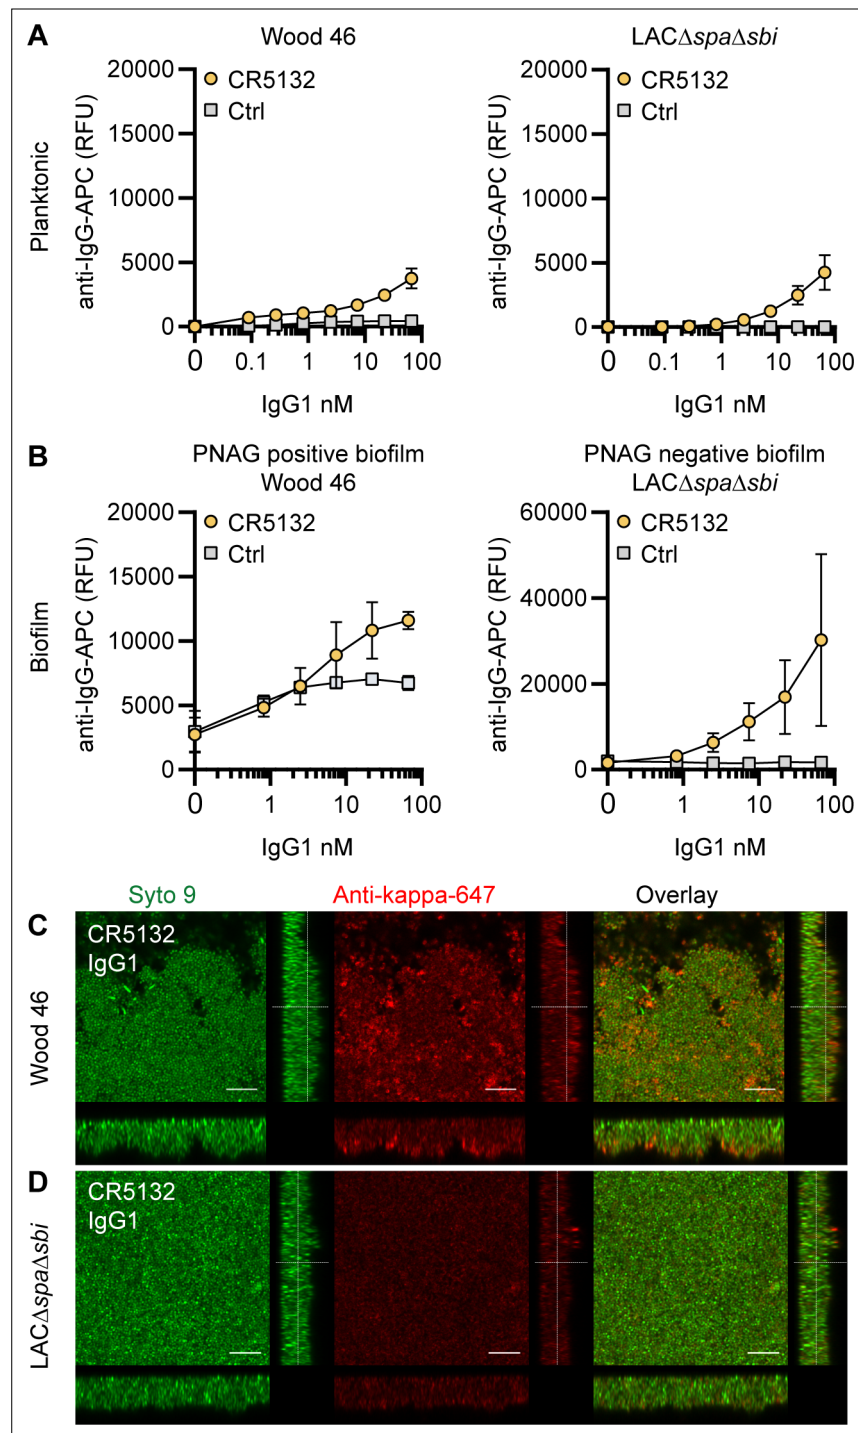 A
Wood 46
LACΔspaΔsbi
Planktonic
anti-IgG-APC (RFU)
20000
15000
10000
5000
0
CR5132
Ctrl
0 0.1 1 10 100
IgG1 nM
anti-IgG-APC (RFU)
20000
15000
10000
5000
0
CR5132
Ctrl
0 0.1 1 10 100
IgG1 nM
B
PNAG positive biofilm
Wood 46
PNAG negative biofilm
LACΔspaΔsbi
Biofilm
anti-IgG-APC (RFU)
20000
15000
10000
5000
0
CR5132
Ctrl
0 1 10 100
IgG1 nM
anti-IgG-APC (RFU)
60000
40000
20000
0
CR5132
Ctrl
0 1 10 100
IgG1 nM
Syto 9 Anti-kappa-647 Overlay
C
CR5132
IgG1
Wood 46
D
CR5132
IgG1
LACΔspaΔsbi